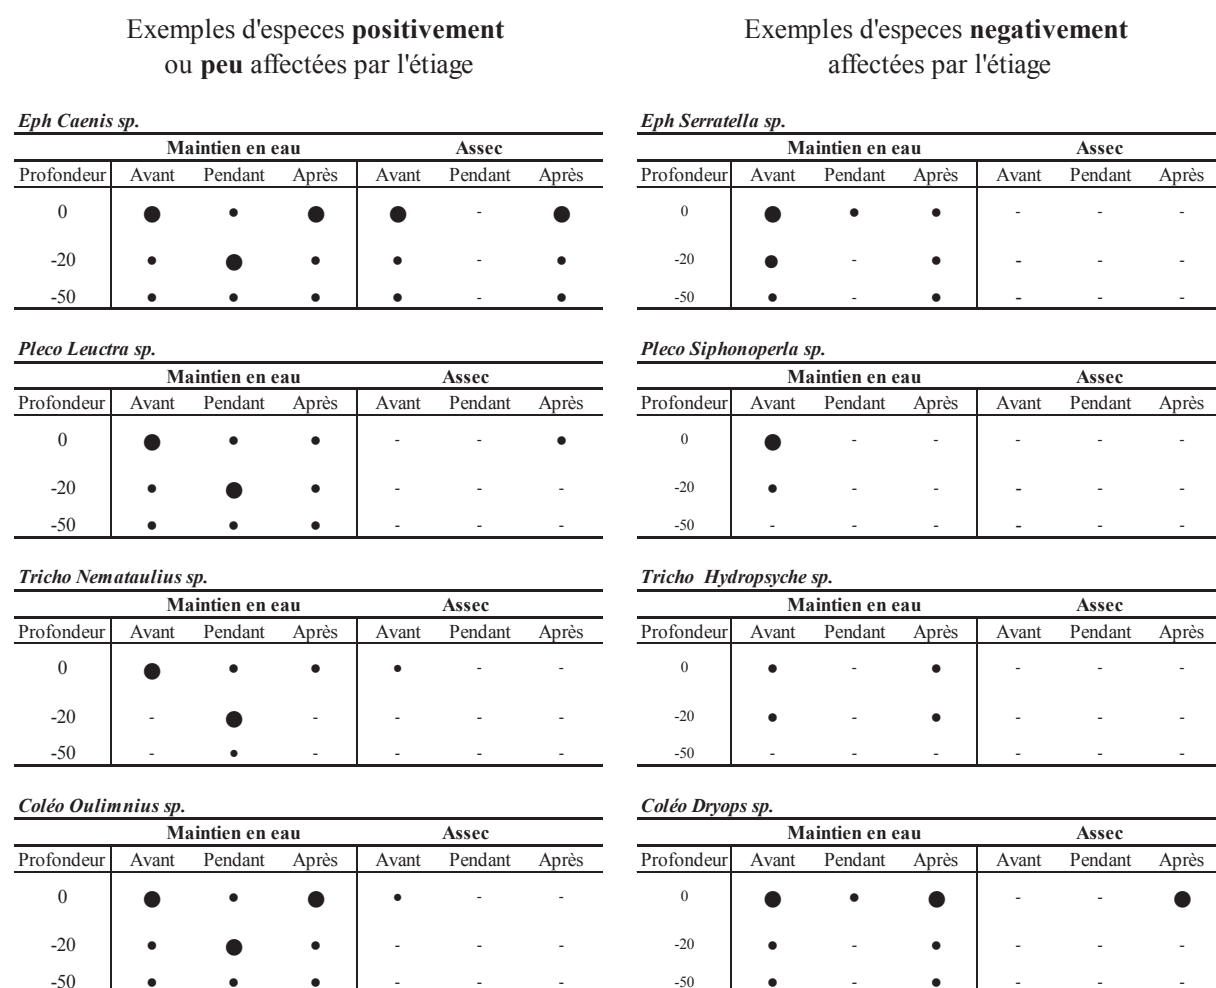 Exemples d'especes positivement
ou peu affectées par l'étiage
Eph Caenis sp.
Maintien en eau Assec
Profondeur Avant Pendant Après Avant Pendant Après
0 ● • ● ● - ●
-20 • ● • • - •
-50 • • • • - •
Pleco Leuctra sp.
Maintien en eau Assec
Profondeur Avant Pendant Après Avant Pendant Après
0 ● • • - - •
-20 • ● • - - -
-50 • • • - - -
Tricho Nemataulius sp.
Maintien en eau Assec
Profondeur Avant Pendant Après Avant Pendant Après
0 ● • • • - -
-20 - ● - - - -
-50 - • - - - -
Coléo Oulimnius sp.
Maintien en eau Assec
Profondeur Avant Pendant Après Avant Pendant Après
0 ● • ● • - -
-20 • ● • - - -
-50 • • • - - -
Exemples d'especes negativement
affectées par l'étiage
Eph Serratella sp.
Maintien en eau Assec
Profondeur Avant Pendant Après Avant Pendant Après
0 ● • • - - -
-20 ● - • - - -
-50 • - • - - -
Pleco Siphonoperla sp.
Maintien en eau Assec
Profondeur Avant Pendant Après Avant Pendant Après
0 ● - - - - -
-20 • - - - - -
-50 - - - - - -
Tricho Hydropsyche sp.
Maintien en eau Assec
Profondeur Avant Pendant Après Avant Pendant Après
0 • - • - - -
-20 • - • - - -
-50 - - - - - -
Coléo Dryops sp.
Maintien en eau Assec
Profondeur Avant Pendant Après Avant Pendant Après
0 ● • ● - - ●
-20 • - • - - -
-50 • - • - - -